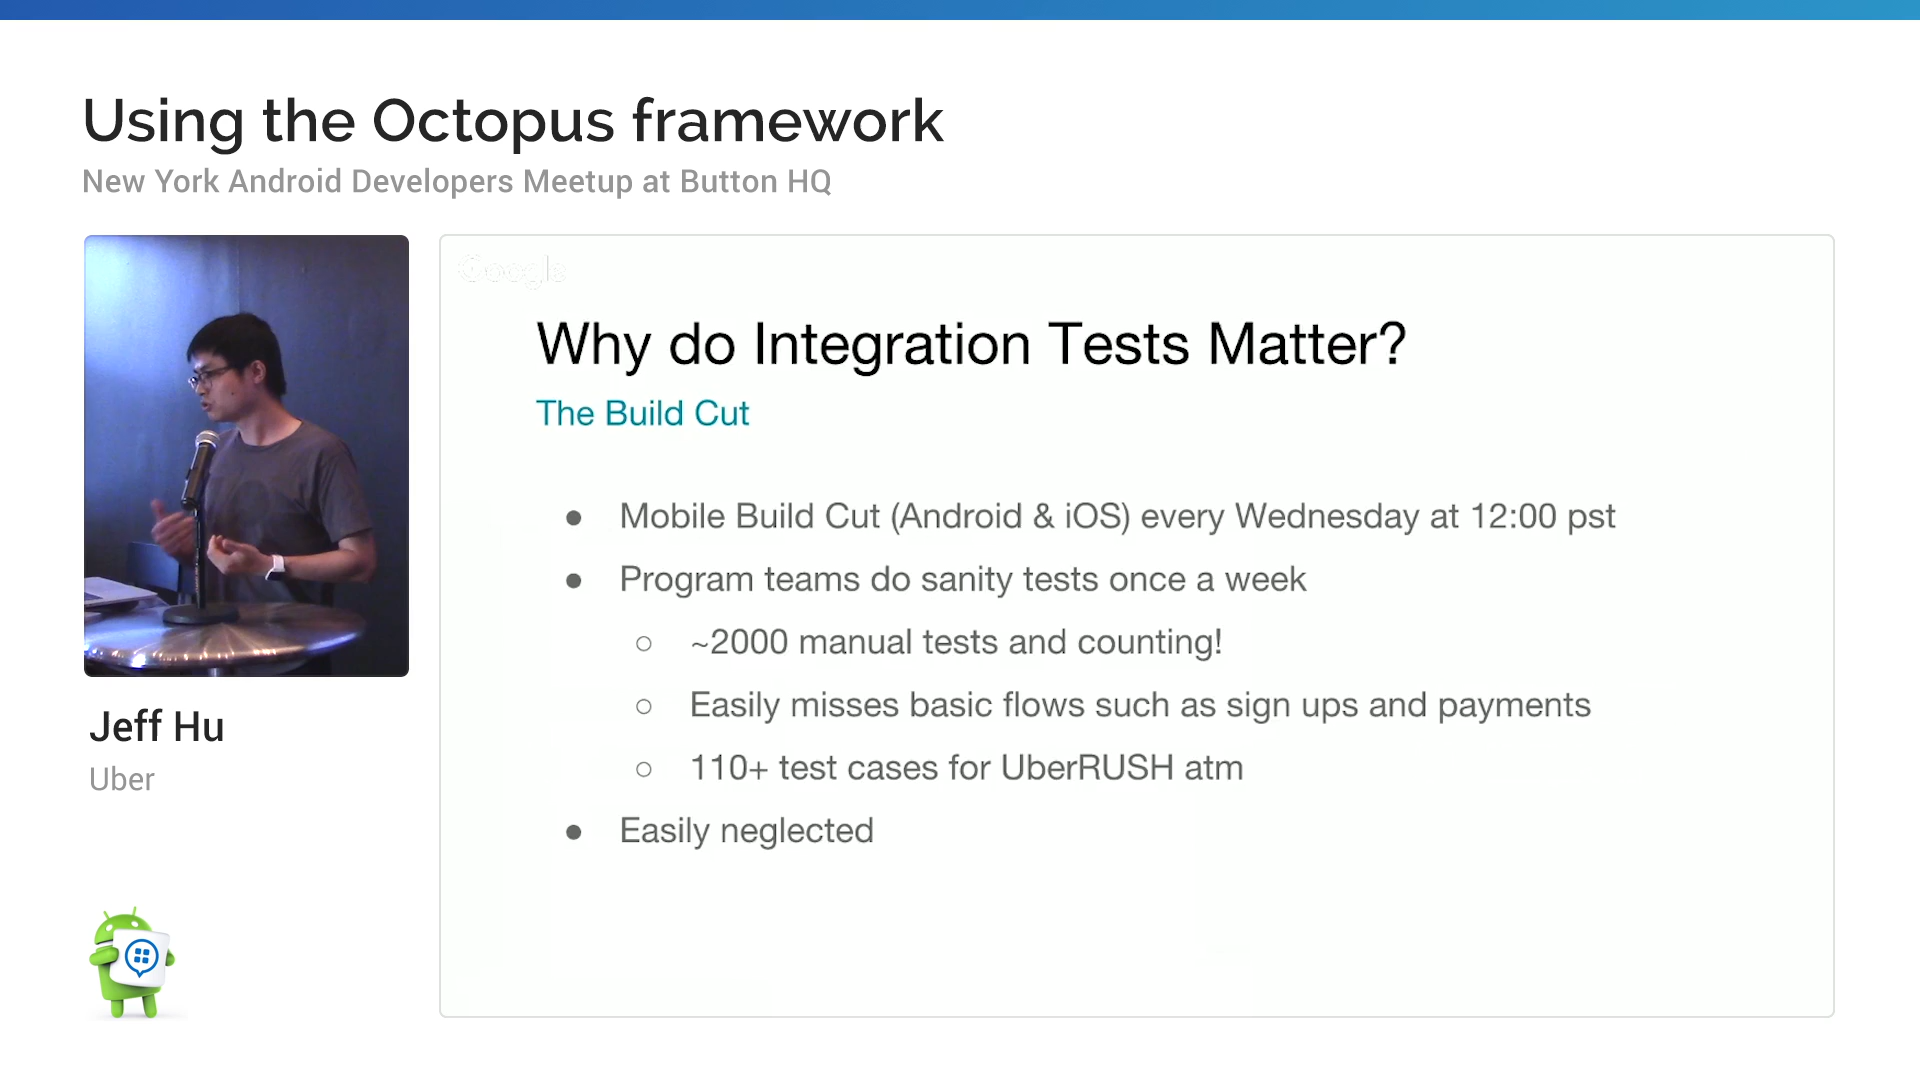 Using the Octopus framework
New York Android Developers Meetup at Button HQ
Google
Why do Integration Tests Matter?
The Build Cut
● Mobile Build Cut (Android & iOS) every Wednesday at 12:00 pst
● Program teams do sanity tests once a week
○ ~2000 manual tests and counting!
○ Easily misses basic flows such as sign ups and payments
○ 110+ test cases for UberRUSH atm
● Easily neglected
Jeff Hu
Uber